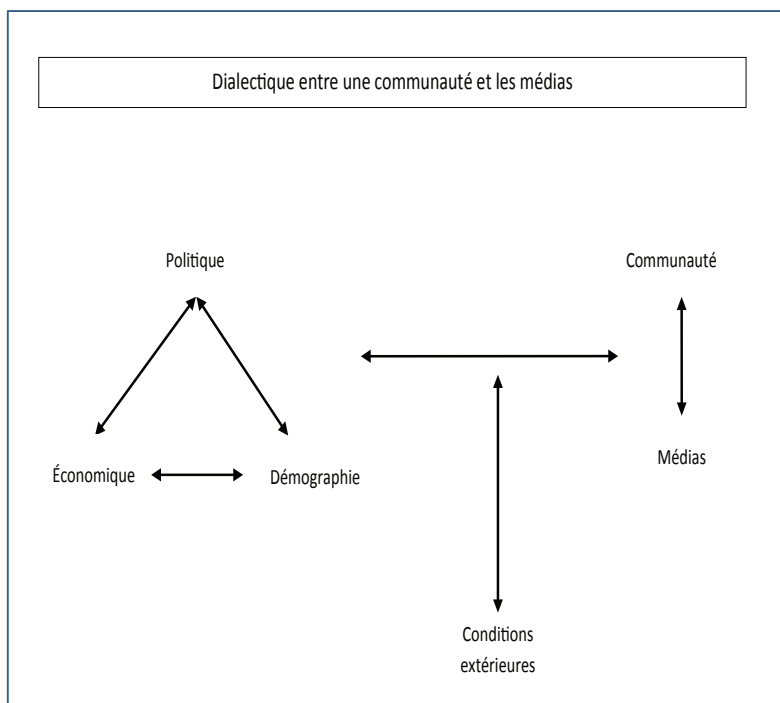 Dialectique entre une communauté et les médias
Politique
Communauté
Économique
Démographie
Médias
Conditions
extérieures